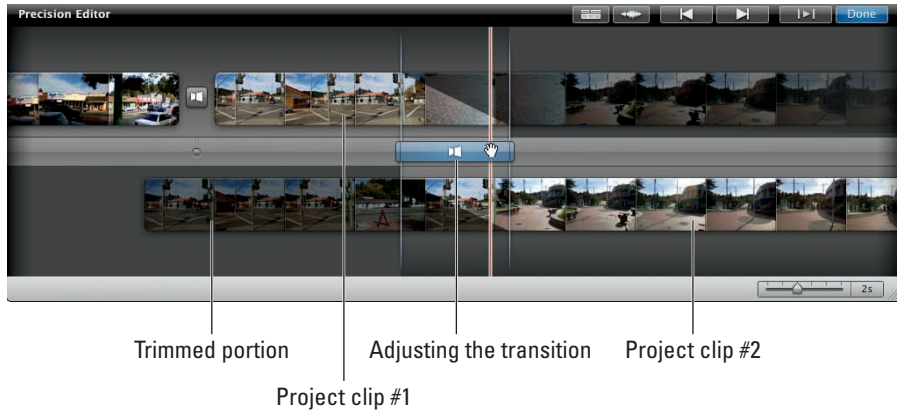 Precision Editor
Done
2s
Trimmed portion
Adjusting the transition
Project clip #2
Project clip #1